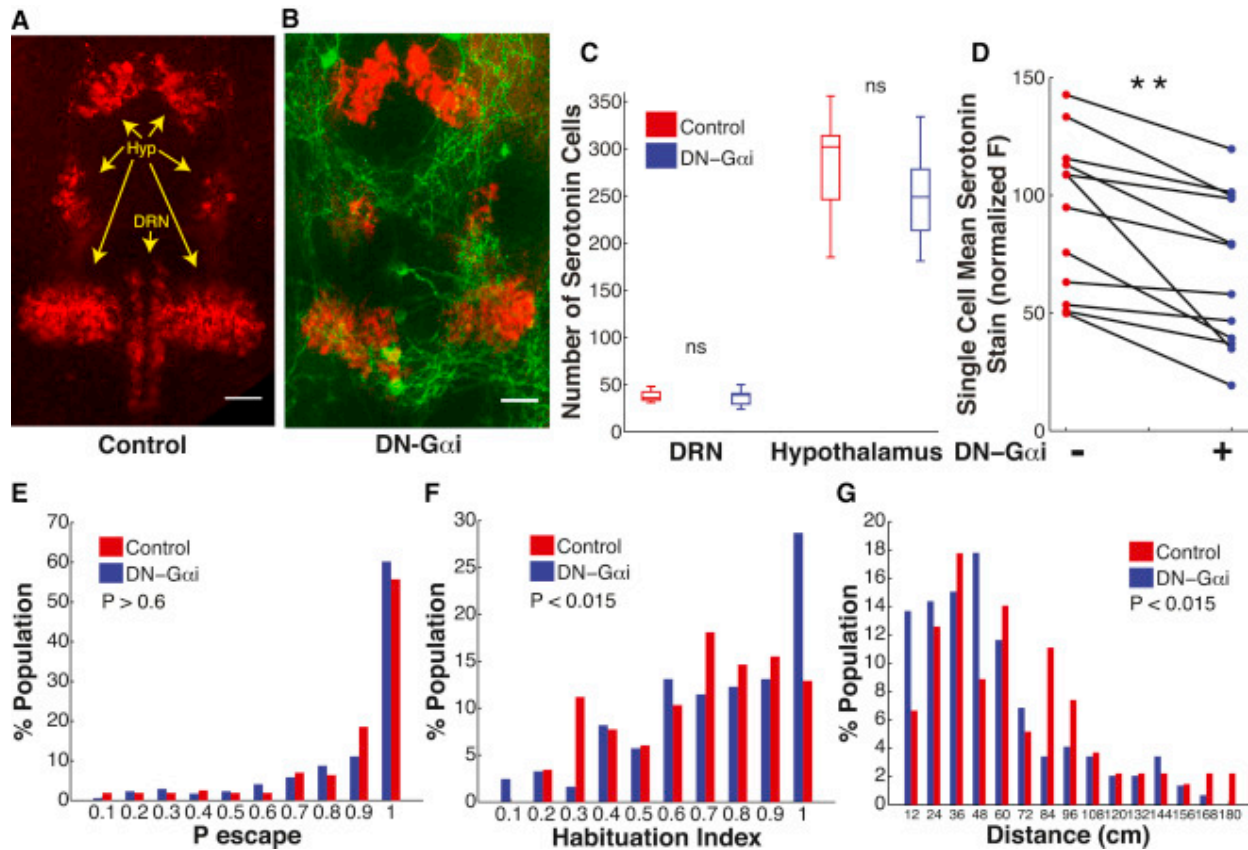 A
Hyp
DRN
Control
B
DN-Gαi
C
Number of Serotonin Cells
350
300
250
200
150
100
50
0
Control
DN–Gαi
ns
ns
DRN
Hypothalamus
D
Single Cell Mean Serotonin
Stain (normalized F)
150
100
50
0
* *
DN–Gαi - +
E
% Population
70
60
50
40
30
20
10
0
Control
DN–Gαi
P > 0.6
0.1 0.2 0.3 0.4 0.5 0.6 0.7 0.8 0.9 1
P escape
F
% Population
30
25
20
15
10
5
0
Control
DN–Gαi
P < 0.015
0.1 0.2 0.3 0.4 0.5 0.6 0.7 0.8 0.9 1
Habituation Index
G
% Population
20
18
16
14
12
10
8
6
4
2
0
Control
DN–Gαi
P < 0.015
12 24 36 48 60 72 84 96 108 120 132 144 156 168 180
Distance (cm)